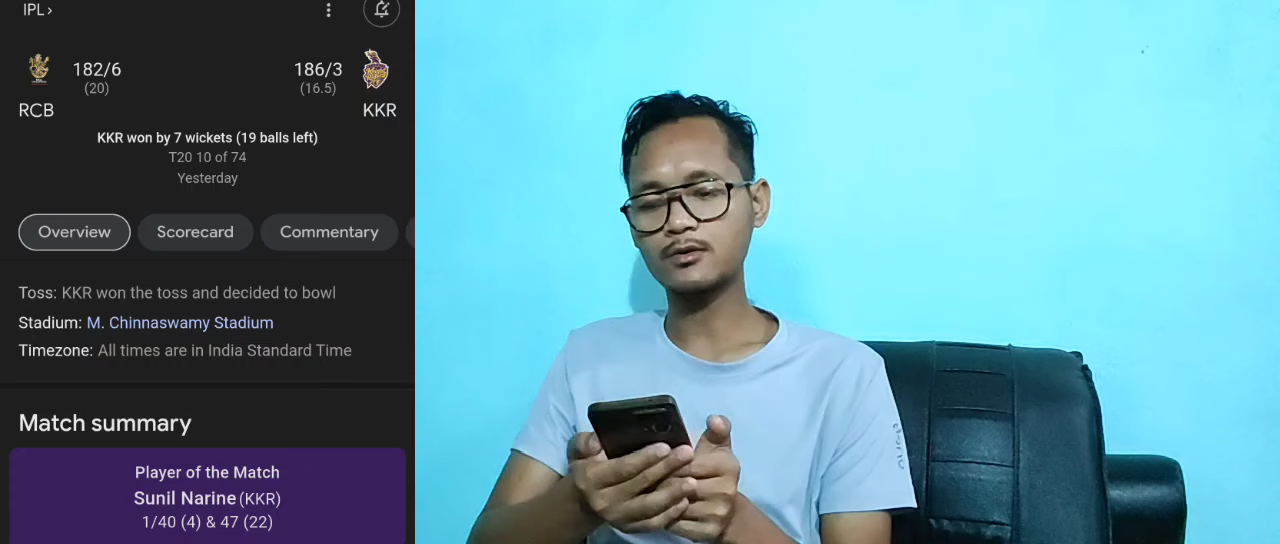 IPL ›
182/6
(20)
186/3
(16.5)
RCB
KKR
KKR won by 7 wickets (19 balls left)
T20 10 of 74
Yesterday
Overview
Scorecard
Commentary
Toss: KKR won the toss and decided to bowl
Stadium: M. Chinnaswamy Stadium
Timezone: All times are in India Standard Time
Match summary
Player of the Match
Sunil Narine (KKR)
1/40 (4) & 47 (22)